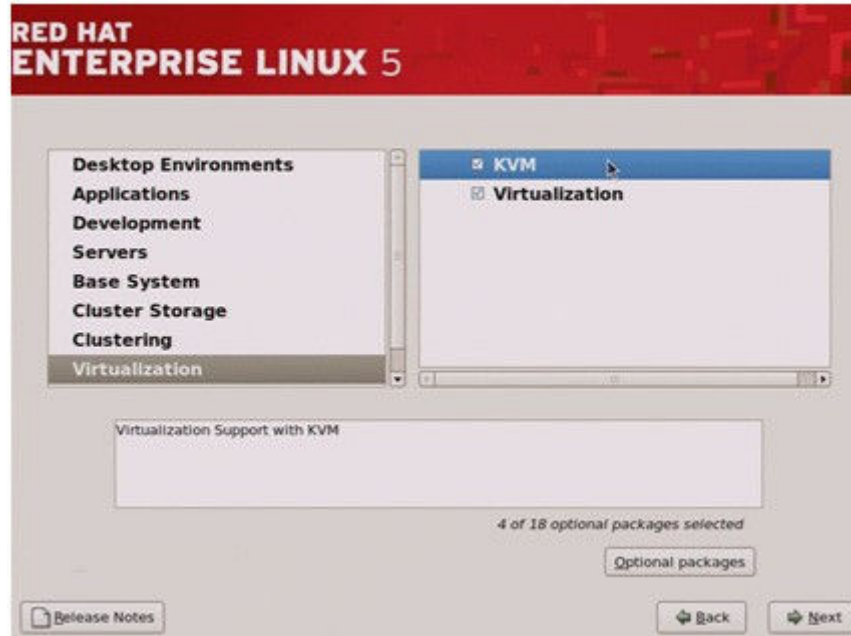 RED HAT
ENTERPRISE LINUX 5
Desktop Environments
Applications
Development
Servers
Base System
Cluster Storage
Clustering
Virtualization
KVM
Virtualization
Virtualization Support with KVM
4 of 18 optional packages selected
Optional packages
Release Notes
Back
Next